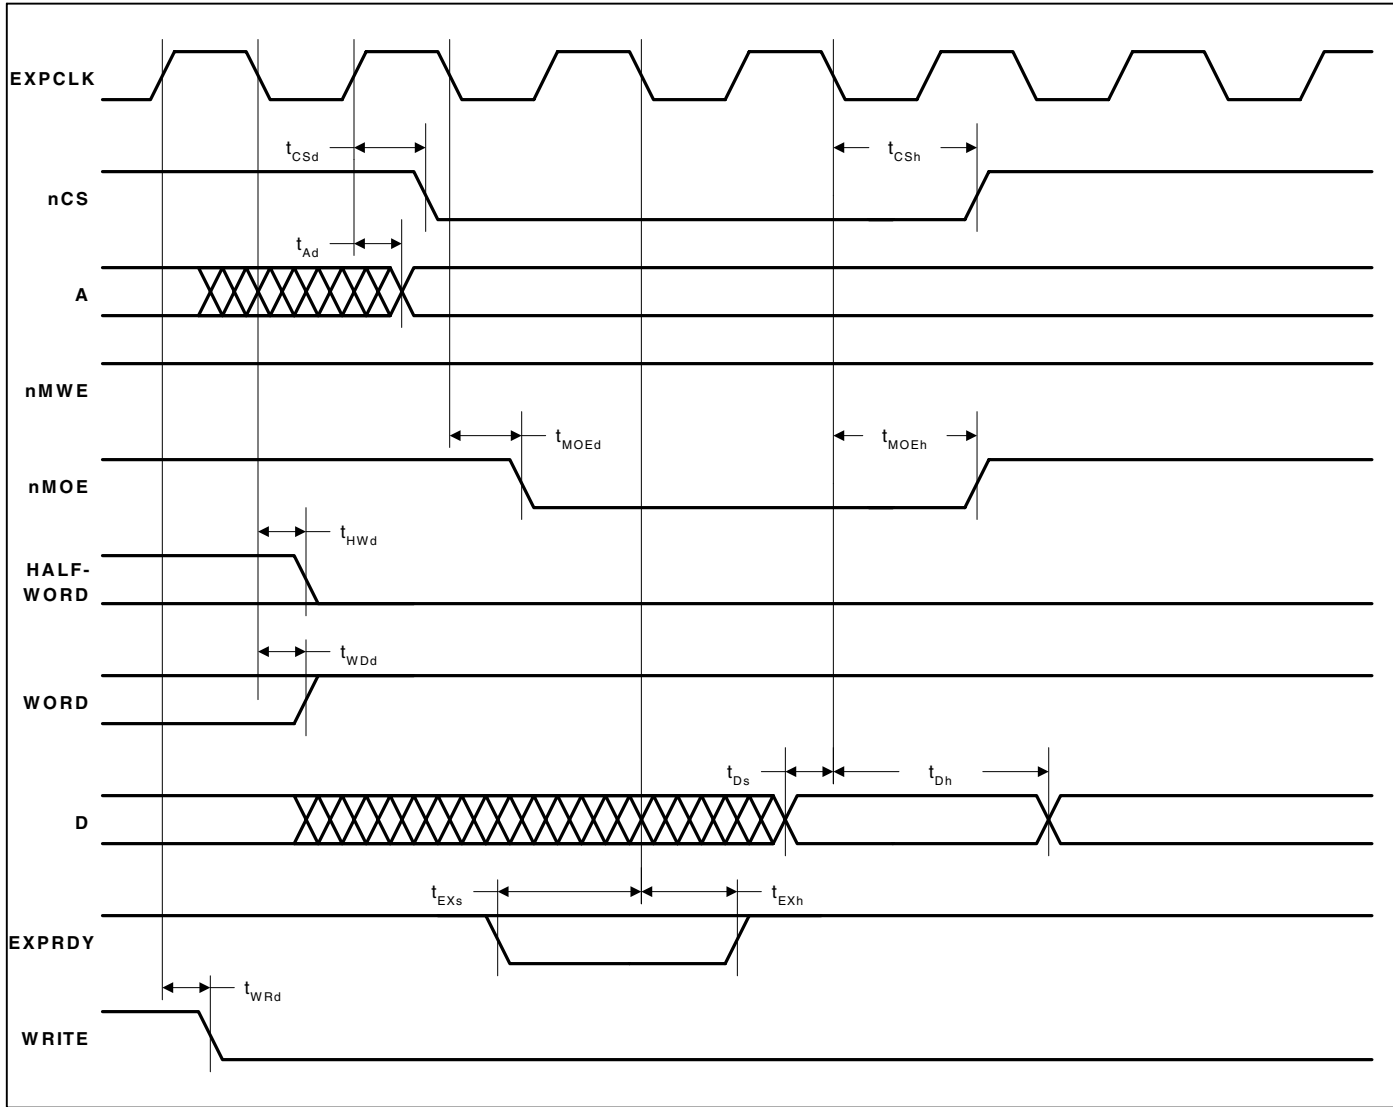 EXPCLK
tCSd
tCSh
nCS
tAd
A
nMWE
tMOEd
tMOEh
nMOE
tHWd
HALF-
WORD
tWDd
WORD
tDs
tDh
D
tEXs
tEXh
EXPRDY
tWRd
WRITE